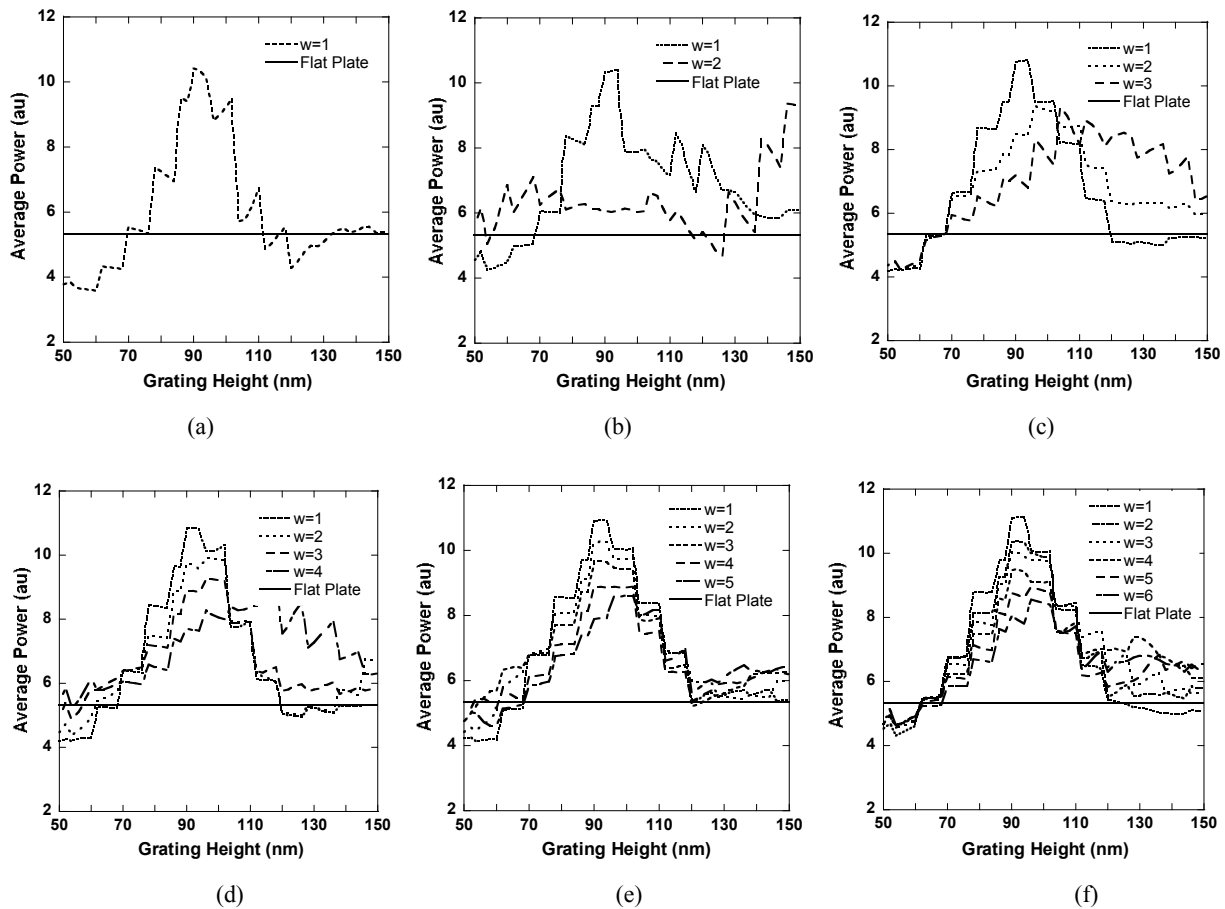 12
10
8
6
4
2
50 70 90 110 130 150
Average Power (au)
Grating Height (nm)
w=1
Flat Plate
(a)
12
10
8
6
4
2
50 70 90 110 130 150
Average Power (au)
Grating Height (nm)
w=1
w=2
Flat Plate
(b)
12
10
8
6
4
2
50 70 90 110 130 150
Average Power (au)
Grating Height (nm)
w=1
w=2
w=3
Flat Plate
(c)
12
10
8
6
4
2
50 70 90 110 130 150
Average Power (au)
Grating Height (nm)
w=1
w=2
w=3
w=4
Flat Plate
(d)
12
10
8
6
4
2
50 70 90 110 130 150
Average Power (au)
Grating Height (nm)
w=1
w=2
w=3
w=4
w=5
Flat Plate
(e)
12
10
8
6
4
2
50 70 90 110 130 150
Average Power (au)
Grating Height (nm)
w=1
w=2
w=3
w=4
w=5
w=6
Flat Plate
(f)